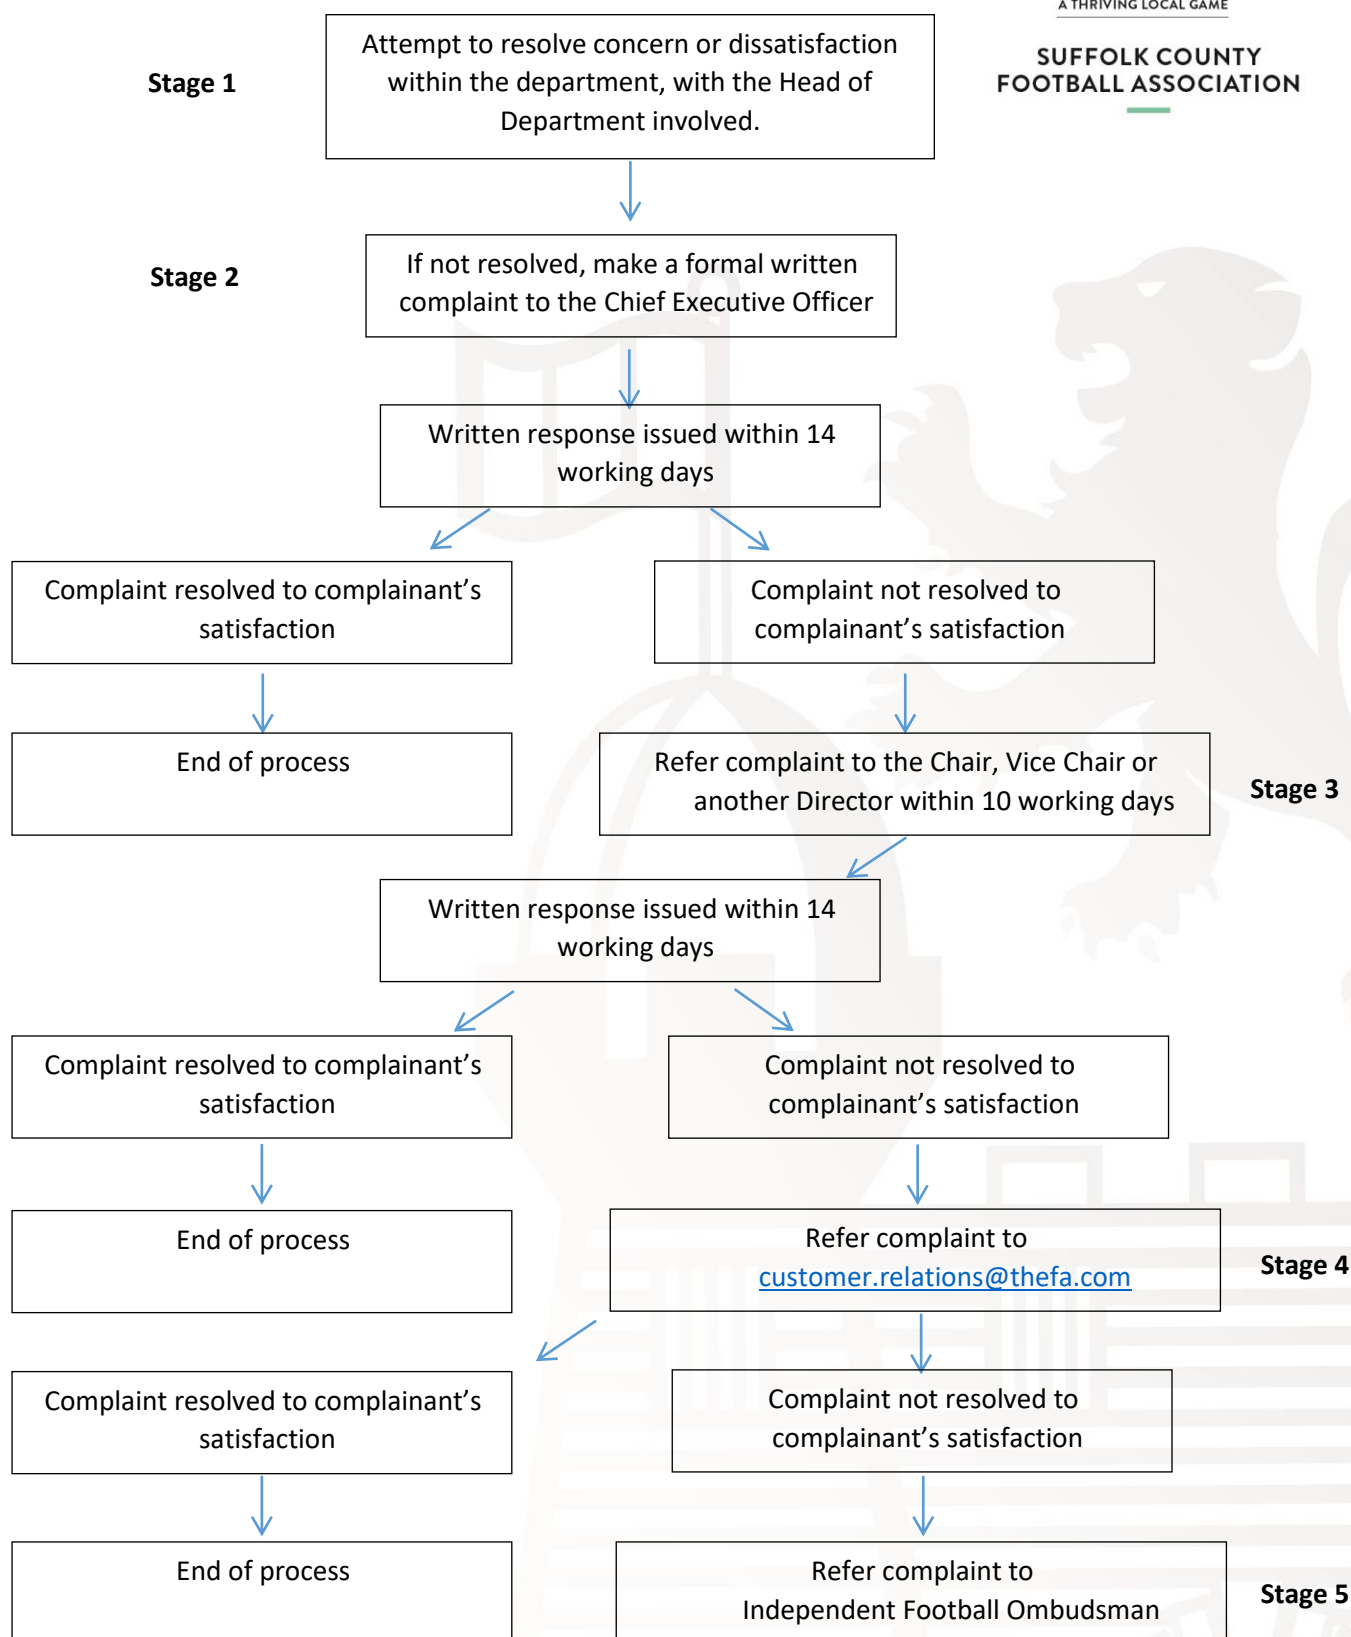 A THRIVING LOCAL GAME
SUFFOLK COUNTY
FOOTBALL ASSOCIATION
Stage 1
Attempt to resolve concern or dissatisfaction
within the department, with the Head of
Department involved.
Stage 2
If not resolved, make a formal written
complaint to the Chief Executive Officer
Written response issued within 14
working days
Complaint resolved to complainant’s
satisfaction
Complaint not resolved to
complainant’s satisfaction
End of process
Refer complaint to the Chair, Vice Chair or
another Director within 10 working days
Stage 3
Written response issued within 14
working days
Complaint resolved to complainant’s
satisfaction
Complaint not resolved to
complainant’s satisfaction
End of process
Refer complaint to
customer.relations@thefa.com
Stage 4
Complaint resolved to complainant’s
satisfaction
Complaint not resolved to
complainant’s satisfaction
End of process
Refer complaint to
Independent Football Ombudsman
Stage 5